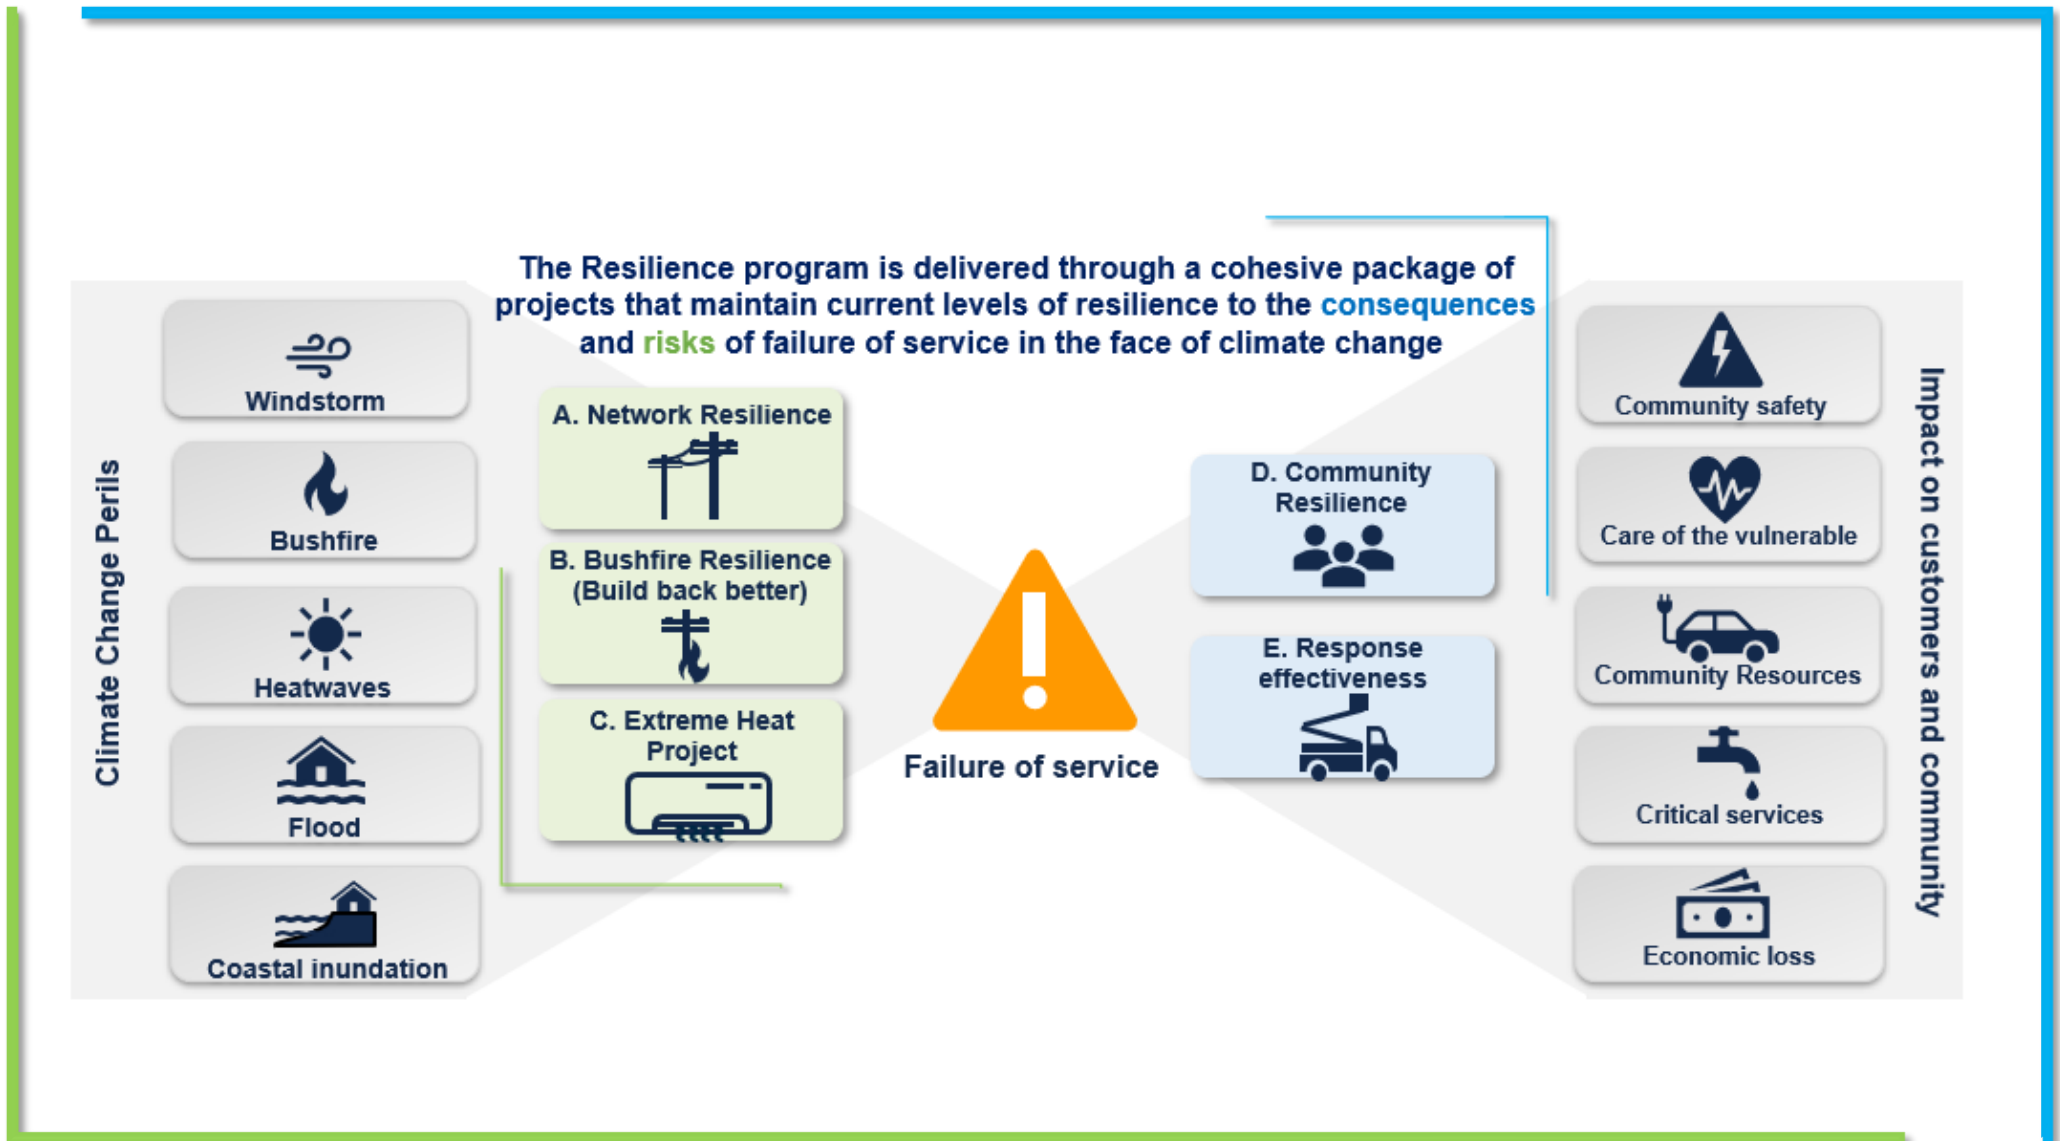 The Resilience program is delivered through a cohesive package of
projects that maintain current levels of resilience to the consequences
and risks of failure of service in the face of climate change
Climate Change Perils
Windstorm
Bushfire
Heatwaves
Flood
Coastal inundation
A. Network Resilience
B. Bushfire Resilience
(Build back better)
C. Extreme Heat
Project
Failure of service
D. Community
Resilience
E. Response
effectiveness
Community safety
Care of the vulnerable
Community Resources
Critical services
Economic loss
Impact on customers and community